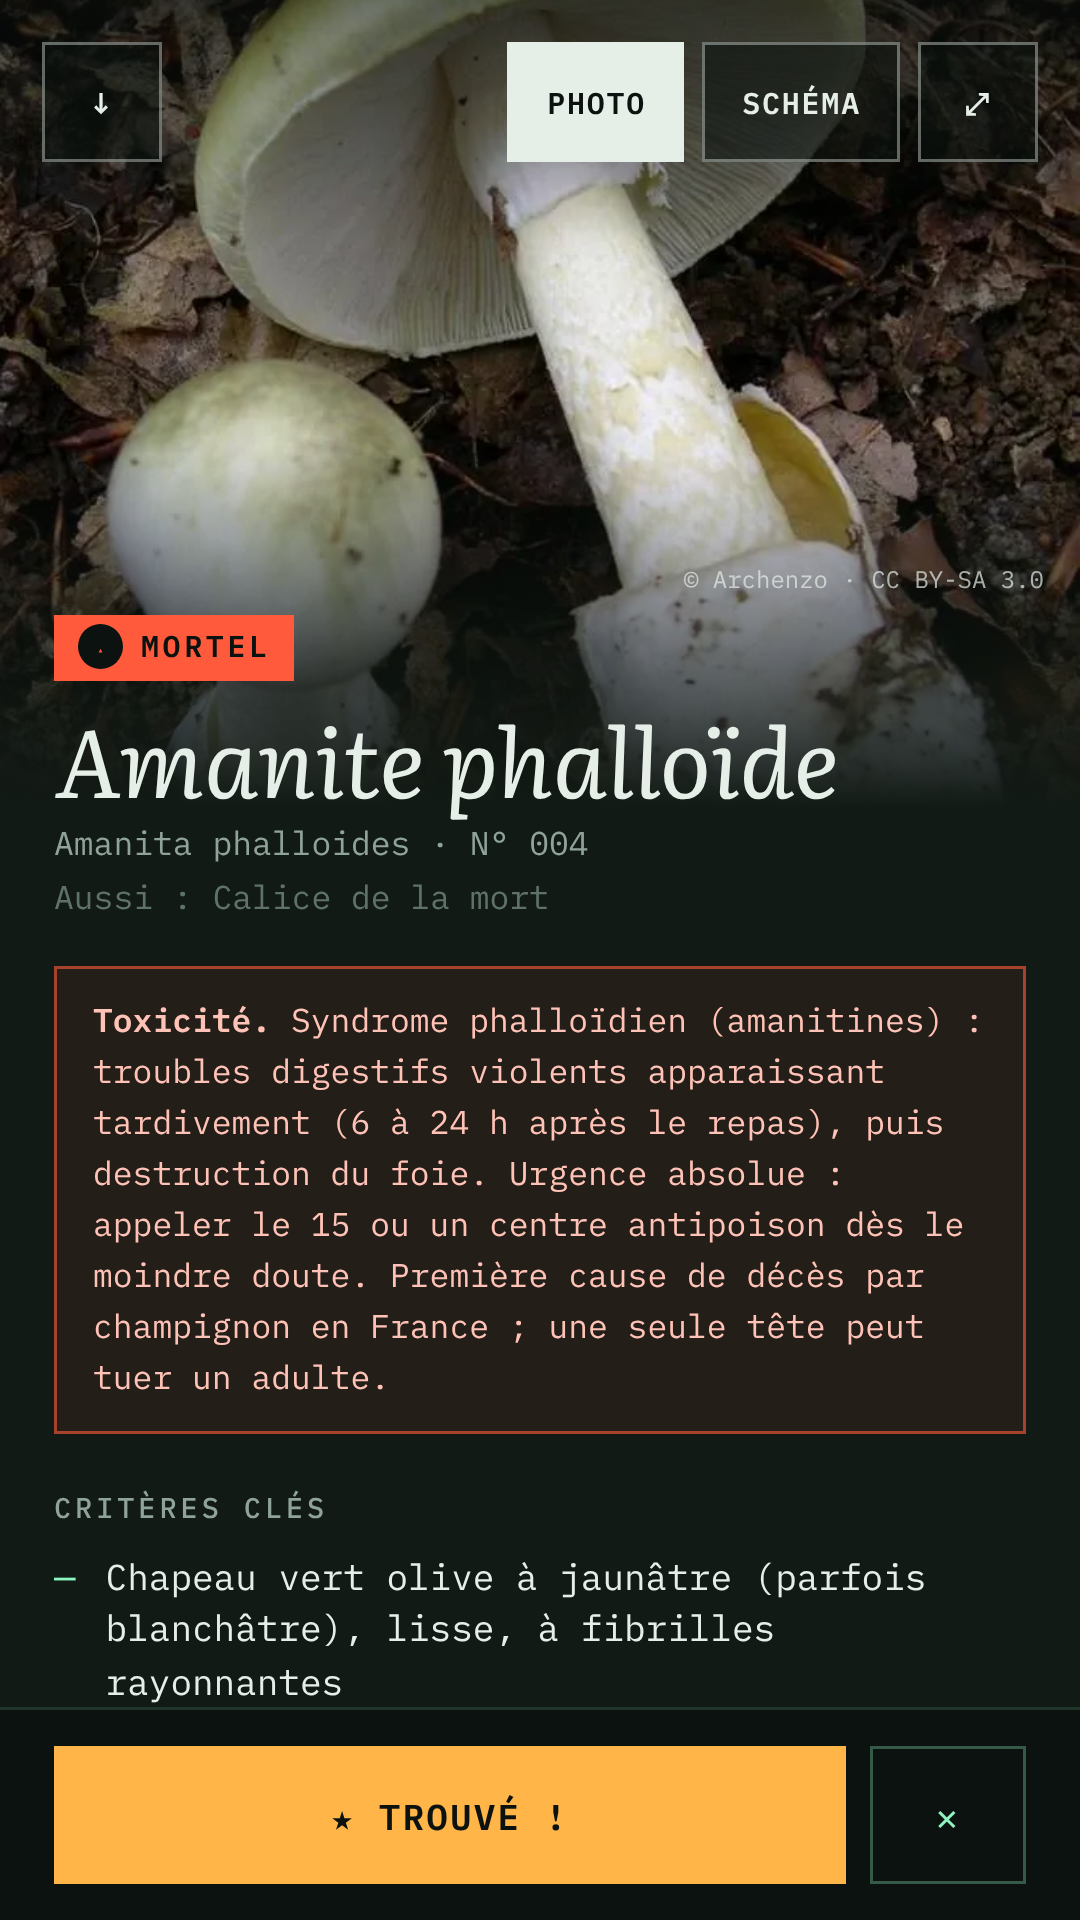 ↓
PHOTO
SCHÉMA
⤢
© Archenzo · CC BY-SA 3.0
MORTEL
Amanite phalloïde
Amanita phalloides · N° 004
Aussi : Calice de la mort
Toxicité. Syndrome phalloïdien (amanitines) :
troubles digestifs violents apparaissant
tardivement (6 à 24 h après le repas), puis
destruction du foie. Urgence absolue :
appeler le 15 ou un centre antipoison dès le
moindre doute. Première cause de décès par
champignon en France ; une seule tête peut
tuer un adulte.
CRITÈRES CLÉS
— Chapeau vert olive à jaunâtre (parfois
blanchâtre), lisse, à fibrilles
rayonnantes
★ TROUVÉ !
×